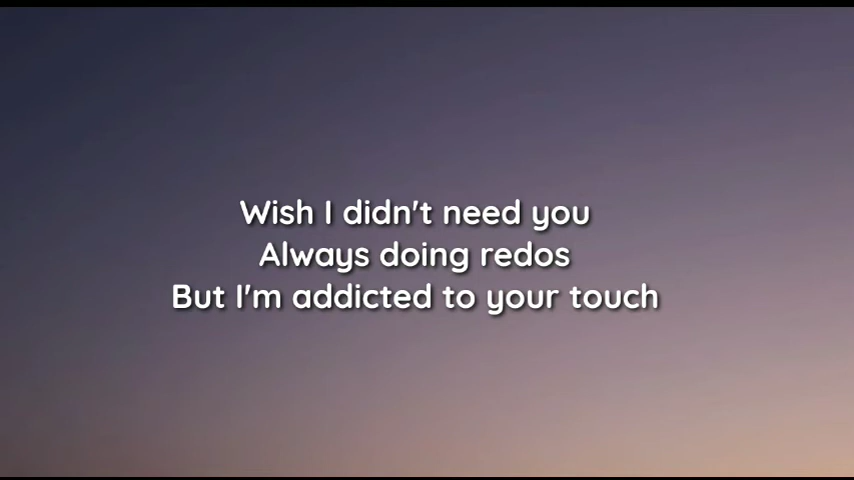 Wish I didn't need you
Always doing redos
But I'm addicted to your touch